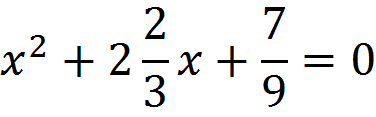 x² + 2 2/3 x + 7/9 = 0